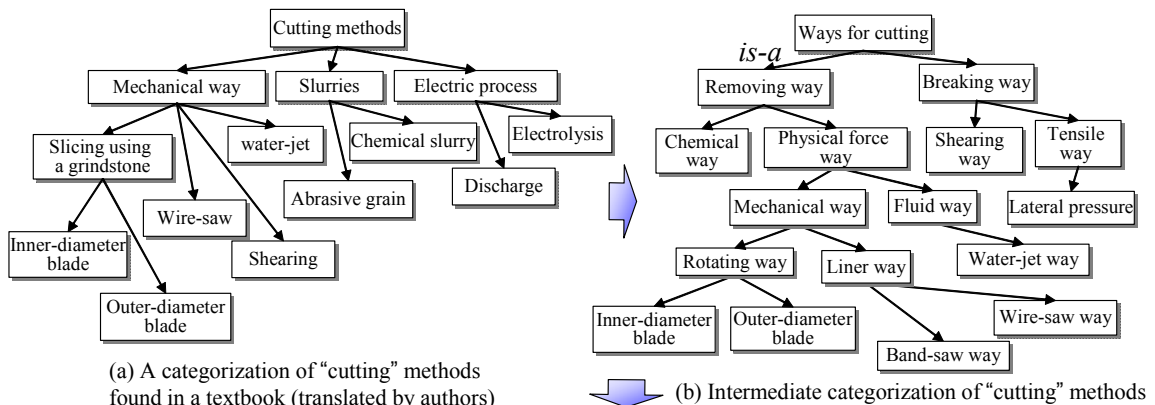 Cutting methods
Mechanical way
Slurries
Electric process
Slicing using
a grindstone
water-jet
Chemical slurry
Electrolysis
Wire-saw
Abrasive grain
Discharge
Inner-diameter
blade
Shearing
Outer-diameter
blade
(a) A categorization of “cutting” methods
found in a textbook (translated by authors)
Ways for cutting
is-a
Removing way
Breaking way
Chemical
way
Physical force
way
Shearing
way
Tensile
way
Mechanical way
Fluid way
Lateral pressure
Rotating way
Liner way
Water-jet way
Inner-diameter
blade
Outer-diameter
blade
Wire-saw way
Band-saw way
(b) Intermediate categorization of “cutting” methods